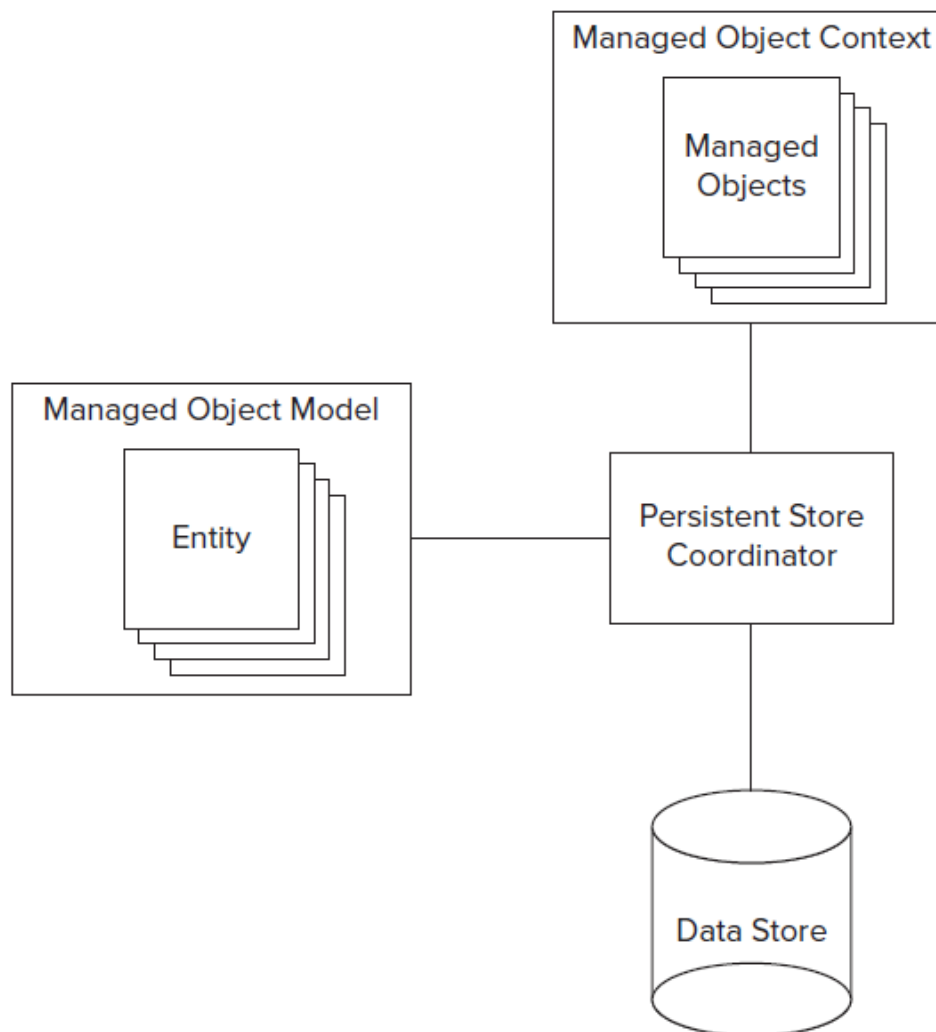 Managed Object Context
Managed
Objects
Managed Object Model
Entity
Persistent Store
Coordinator
Data Store